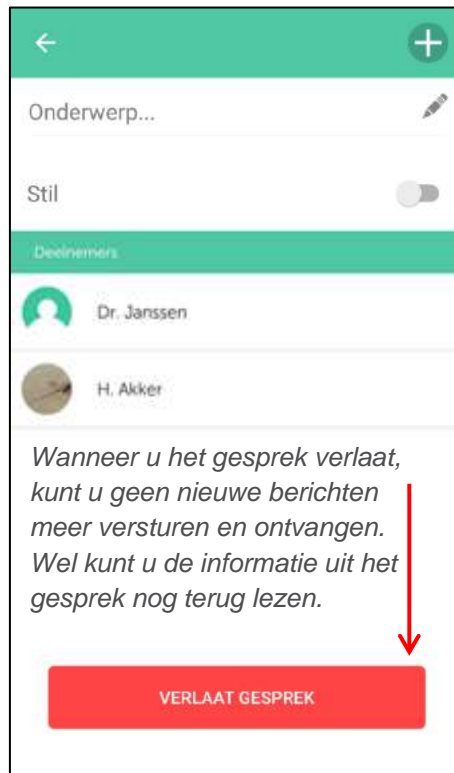 Onderwerp...
Stil
Deelnemers
Dr. Janssen
H. Akker
Wanneer u het gesprek verlaat,
kunt u geen nieuwe berichten
meer versturen en ontvangen.
Wel kunt u de informatie uit het
gesprek nog terug lezen.
VERLAAT GESPREK